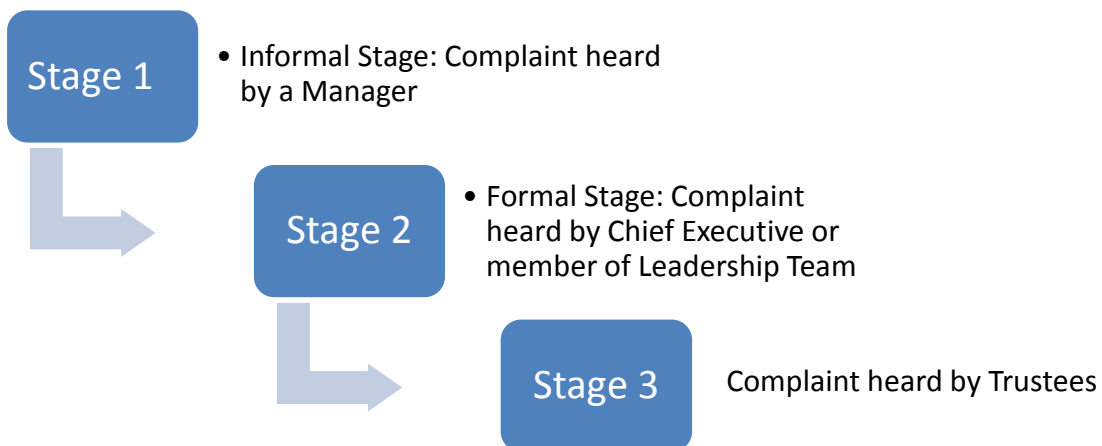 Stage 1
• Informal Stage: Complaint heard
by a Manager
Stage 2
• Formal Stage: Complaint
heard by Chief Executive or
member of Leadership Team
Stage 3
Complaint heard by Trustees